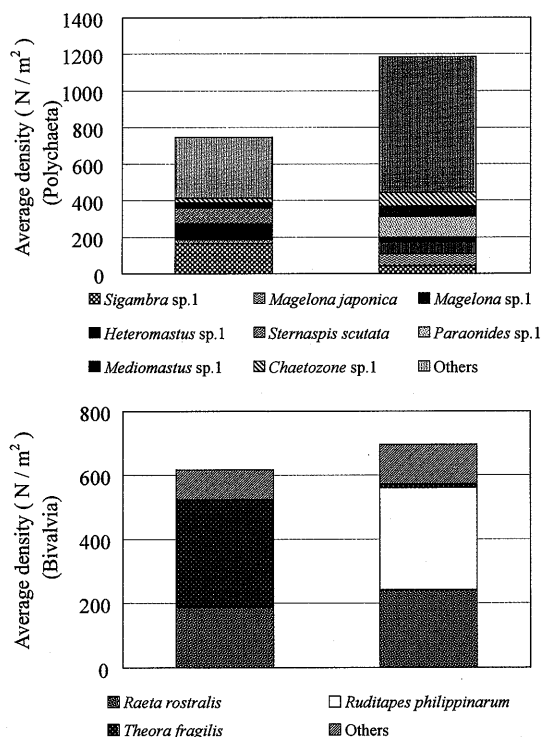 Average density ( N / m² )
(Polychaeta)
1400
1200
1000
800
600
400
200
0
Sigambra sp.1 Magelona japonica Magelona sp.1
Heteromastus sp.1 Sternaspis scutata Paraonides sp.1
Mediomastus sp.1 Chaetozone sp.1 Others
Average density ( N / m² )
(Bivalvia)
800
600
400
200
0
Raeta rostralis Ruditapes philippinarum
Theora fragilis Others